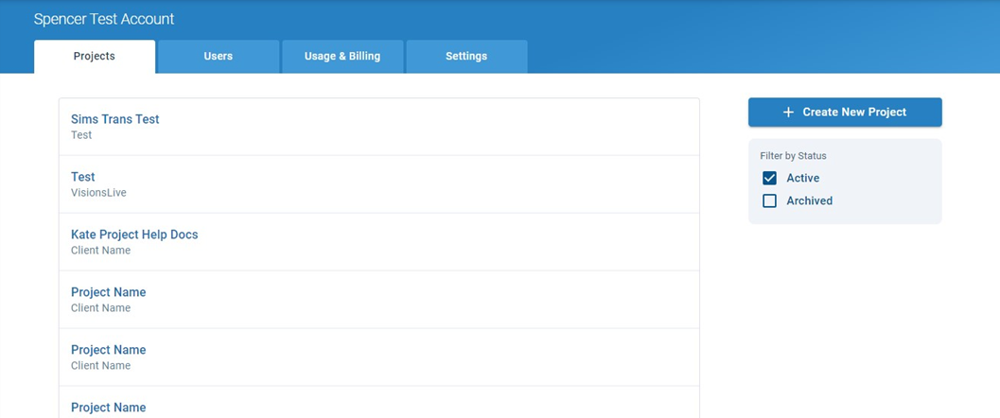 Spencer Test Account
Projects
Users
Usage & Billing
Settings
Sims Trans Test
Test
Test
VisionsLive
Kate Project Help Docs
Client Name
Project Name
Client Name
Project Name
Client Name
Project Name
+ Create New Project
Filter by Status
Active
Archived